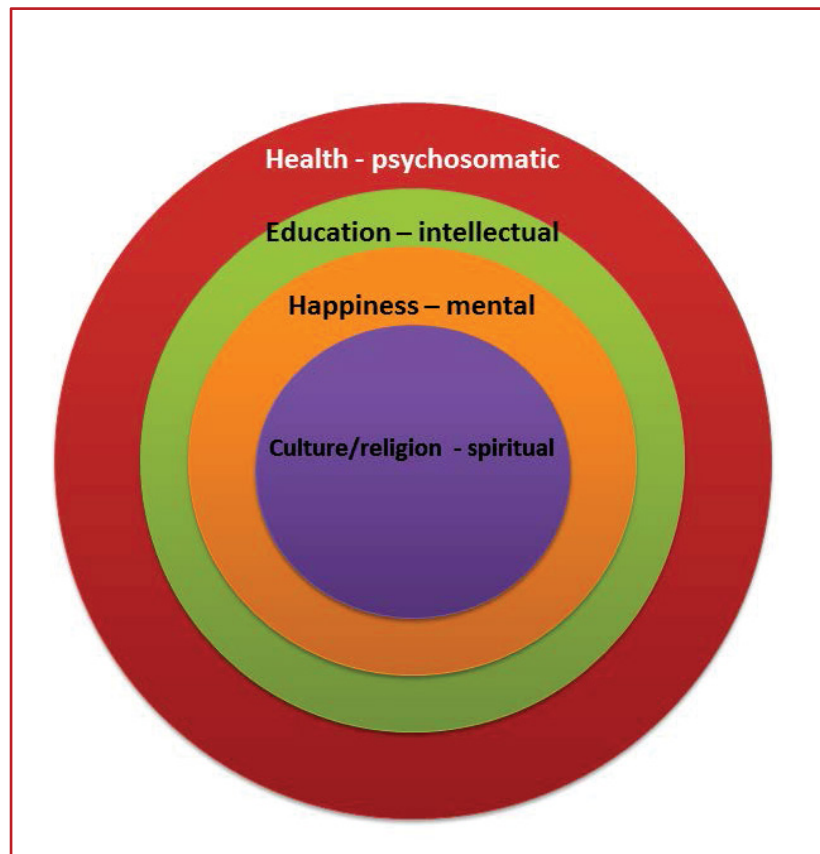 Health - psychosomatic
Education – intellectual
Happiness – mental
Culture/religion - spiritual